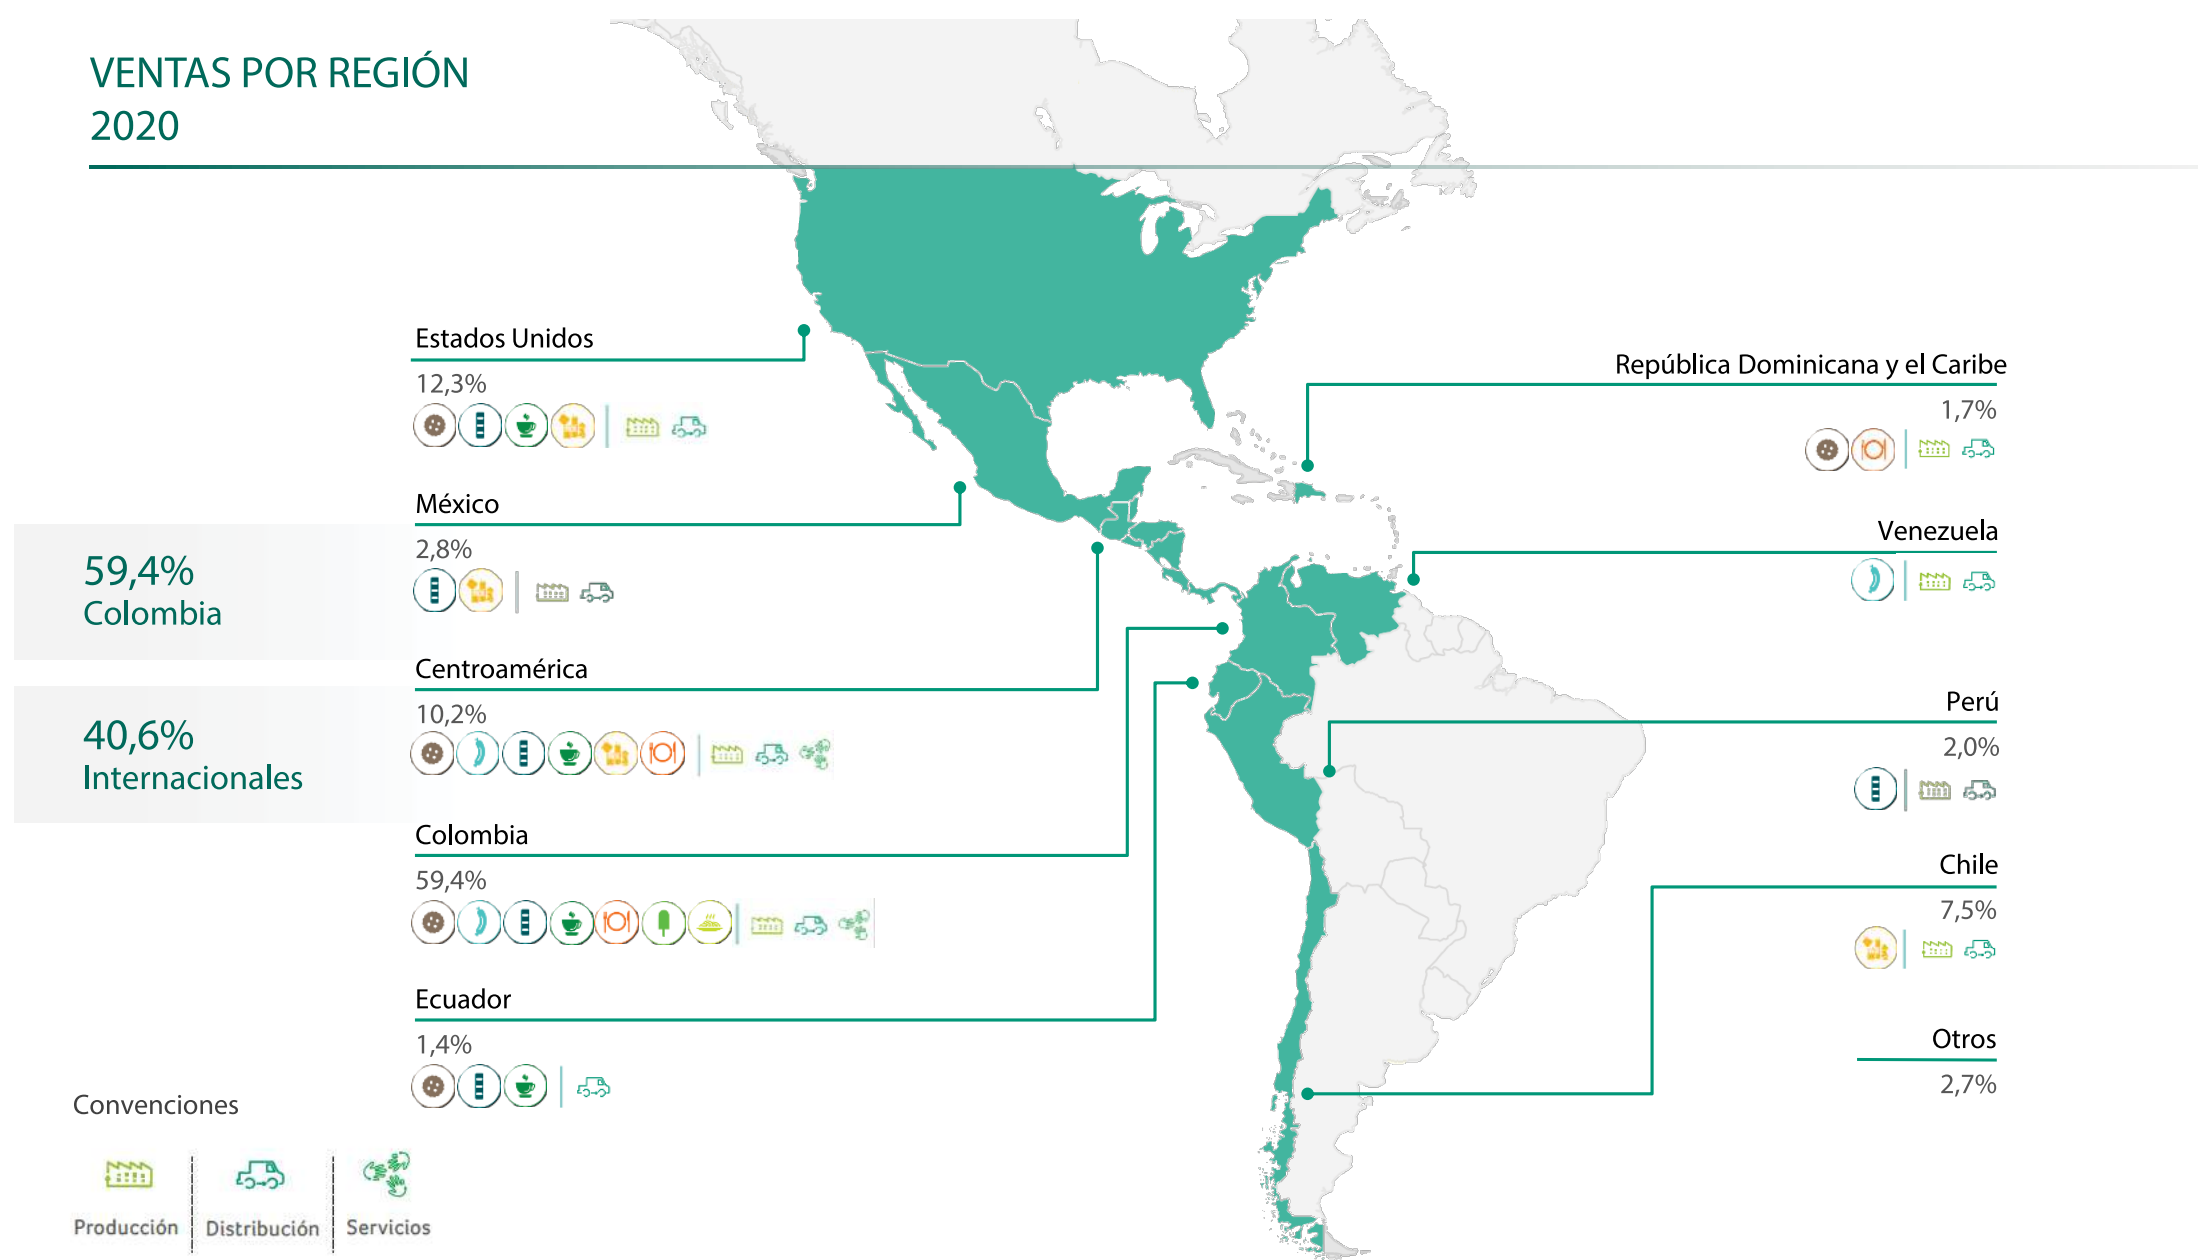 VENTAS POR REGIÓN
2020
Estados Unidos
12,3%
México
2,8%
59,4%
Colombia
40,6%
Internacionales
Centroamérica
10,2%
Colombia
59,4%
Ecuador
1,4%
República Dominicana y el Caribe
1,7%
Venezuela
Perú
2,0%
Chile
7,5%
Otros
2,7%
Convenciones
Producción
Distribución
Servicios